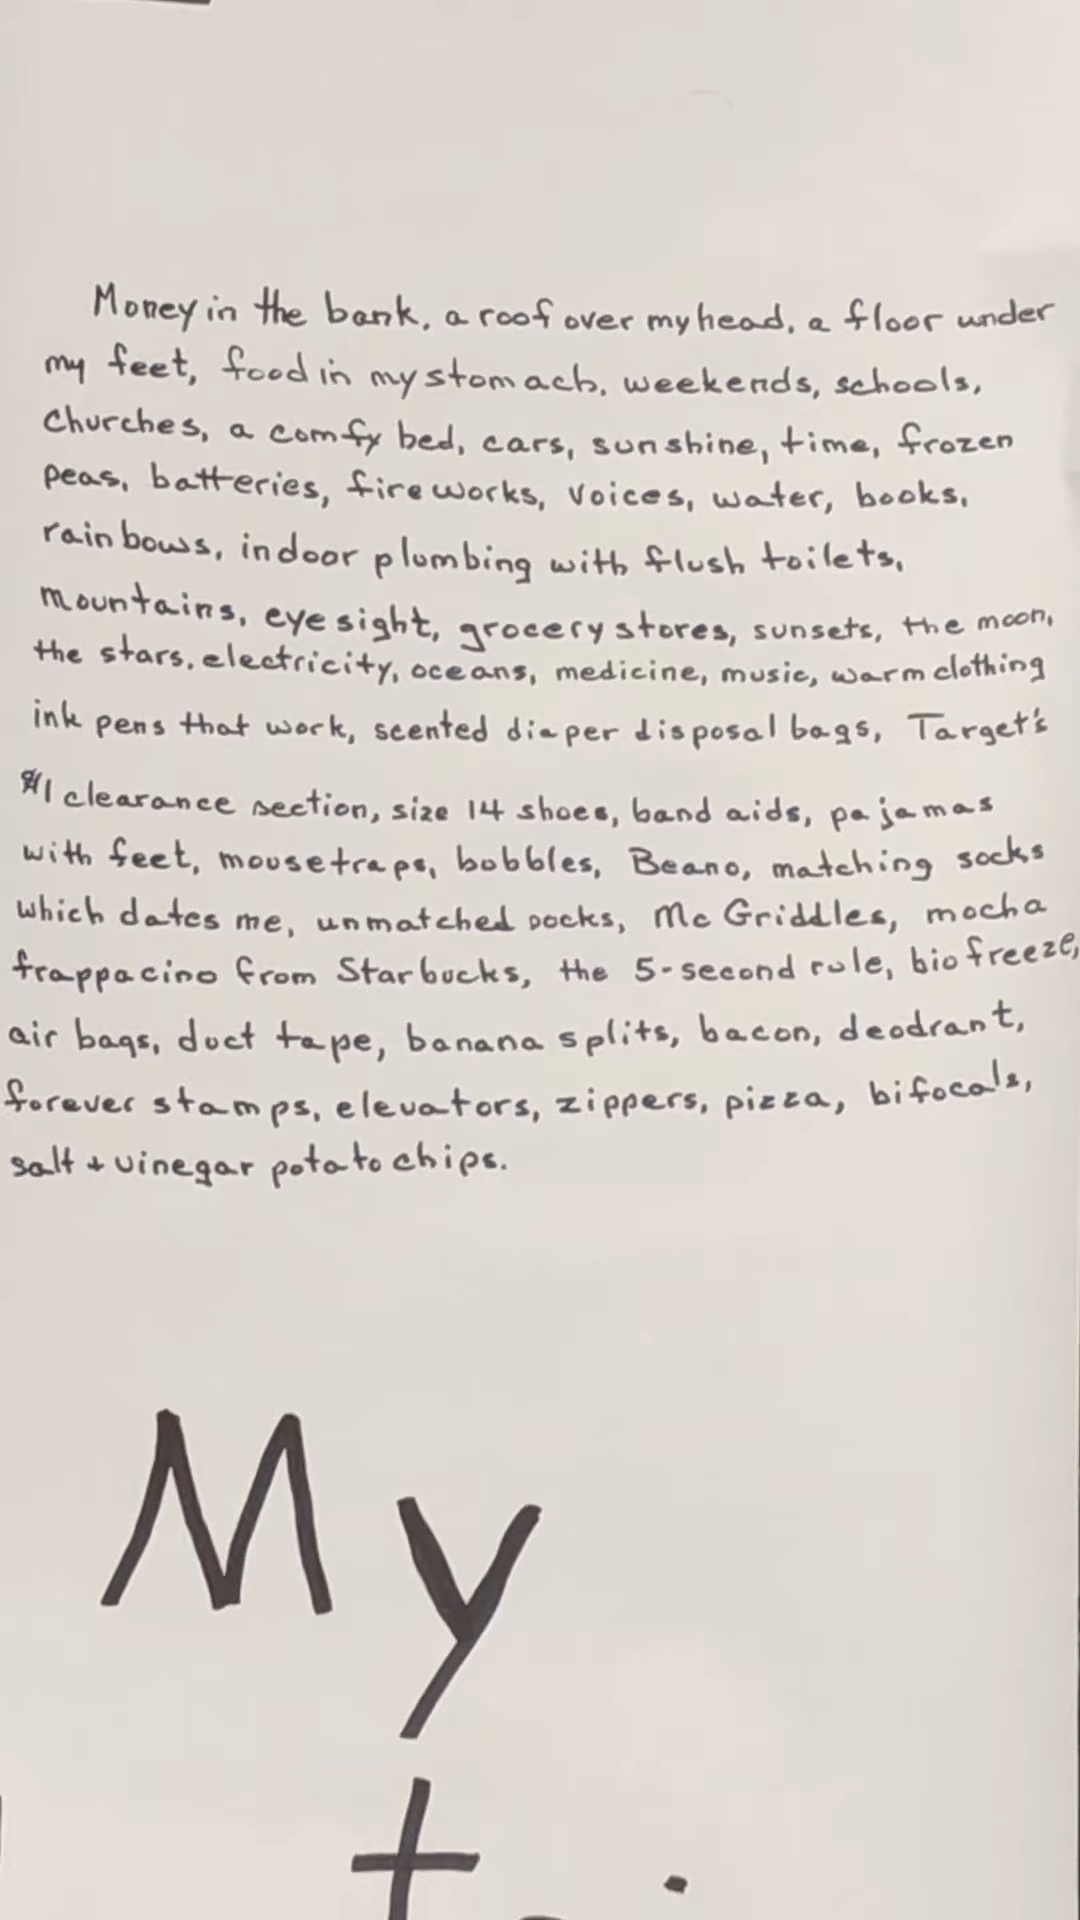 Money in the bank, a roof over my head, a floor under
my feet, food in my stomach, weekends, schools,
Churches, a comfy bed, cars, sunshine, time, frozen
peas, batteries, fireworks, voices, water, books,
rainbows, indoor plumbing with flush toilets,
mountains, eyesight, grocery stores, sunsets, the moon,
the stars, electricity, oceans, medicine, music, warm clothing
ink pens that work, scented diaper disposal bags, Target's
$1 clearance section, size 14 shoes, band aids, pajamas
with feet, mousetraps, bobbles, Beano, matching socks
which dates me, unmatched socks, McGriddles, mocha
frappacino from Starbucks, the 5-second rule, biofreeze,
air bags, duct tape, banana splits, bacon, deodrant,
forever stamps, elevators, zippers, pizza, bifocals,
salt + vinegar potato chips.
My